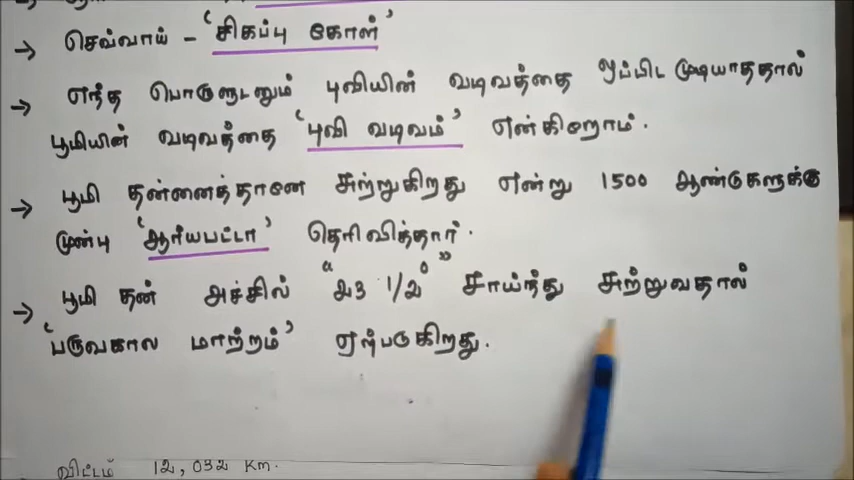 → செவ்வாய் - 'சிகப்பு கோள்'
→ எந்த பொருளுடனும் புவியின் வடிவத்தை ஒப்பிட முடியாததால்
பூமியின் வடிவத்தை 'புவி வடிவம்' என்கிறோம்.
→ பூமி தன்னைத்தானே சுற்றுகிறது என்று 1500 ஆண்டுகளுக்கு
முன்பு 'ஆரியபட்டா' தெரிவித்தார்.
→ பூமி தன் அச்சில் "23 1/2°" சாய்ந்து சுற்றுவதால்
'பருவகால மாற்றம்' ஏற்படுகிறது.
விட்டம் 12,032 Km.